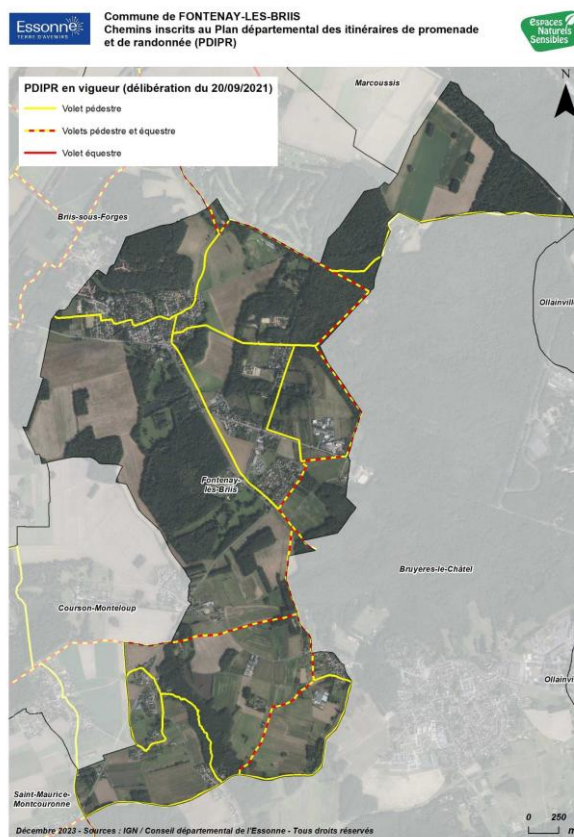 Essonne
TERRE D'AVENIRS
Commune de FONTENAY-LES-BRIIS
Chemins inscrits au Plan départemental des itinéraires de promenade
et de randonnée (PDIPR)
espaces
Naturels
Sensibles
PDIPR en vigueur (délibération du 20/09/2021)
Volet pédestre
Volets pédestre et équestre
Volet équestre
Marcoussis
N
Briis-sous-Forges
Ollainville
Fontenay-
les-Briis
Bruyères-le-Châtel
Courson-Monteloup
Ollainvil
Saint-Maurice-
Montcouronne
0 250
m
Décembre 2023 - Sources : IGN / Conseil départemental de l'Essonne - Tous droits réservés